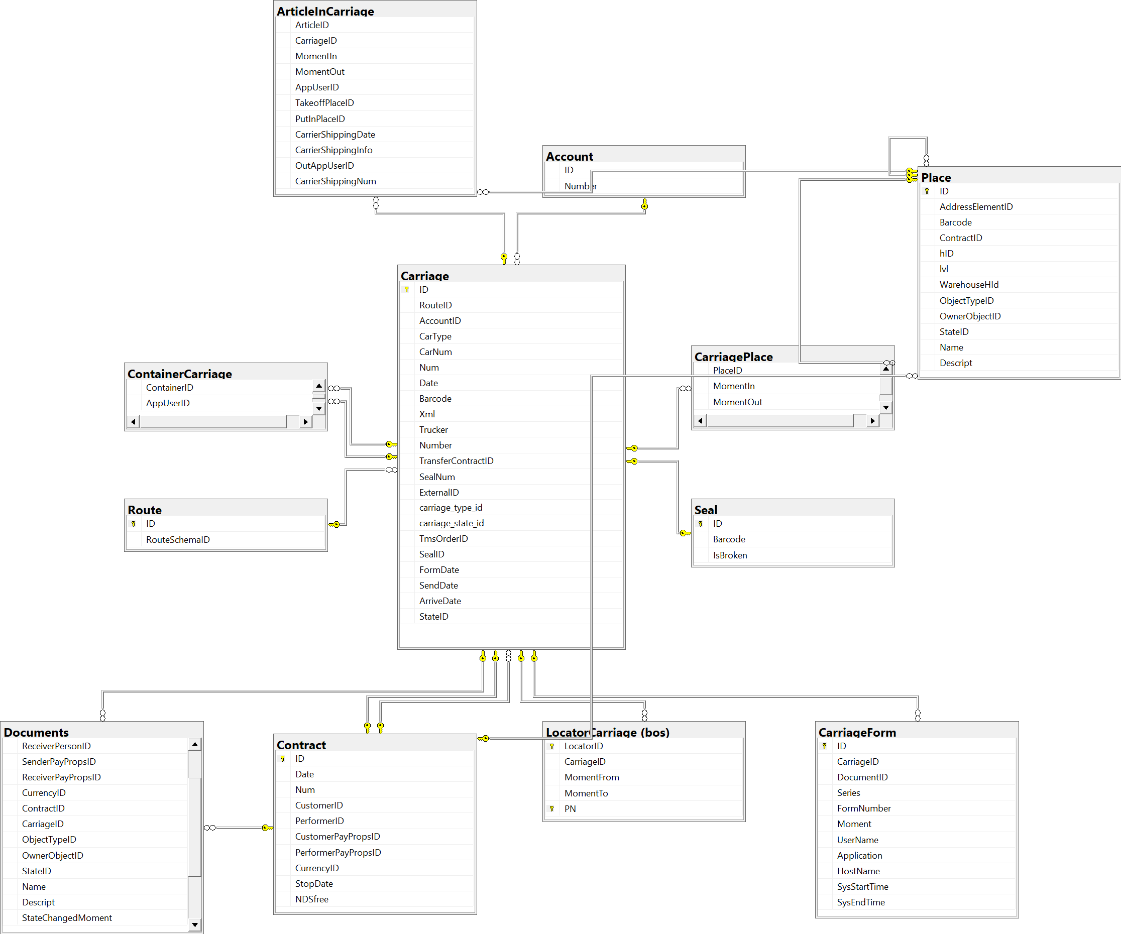 ArticleInCarriage
ArticleID
CarriageID
MomentIn
MomentOut
AppUserID
TakeoffPlaceID
PutInPlaceID
CarrierShippingDate
CarrierShippingInfo
OutAppUserID
CarrierShippingNum
Account
ID
Number
Place
ID
AddressElementID
Barcode
ContractID
hID
lvl
WarehouseHId
ObjectTypeID
OwnerObjectID
StateID
Name
Descript
Carriage
ID
RouteID
AccountID
CarType
CarNum
Num
Date
Barcode
Xml
Trucker
Number
TransferContractID
SealNum
ExternalID
carriage_type_id
carriage_state_id
TmsOrderID
SealID
FormDate
SendDate
ArriveDate
StateID
ContainerCarriage
ContainerID
AppUserID
CarriagePlace
PlaceID
MomentIn
MomentOut
Route
ID
RouteSchemaID
Seal
ID
Barcode
IsBroken
Documents
ReceiverPersonID
SenderPayPropsID
ReceiverPayPropsID
CurrencyID
ContractID
CarriageID
ObjectTypeID
OwnerObjectID
StateID
Name
Descript
StateChangedMoment
Contract
ID
Date
Num
CustomerID
PerformerID
CustomerPayPropsID
PerformerPayPropsID
CurrencyID
StopDate
NDSfree
LocatorCarriage (bos)
LocatorID
CarriageID
MomentFrom
MomentTo
PN
CarriageForm
ID
CarriageID
DocumentID
Series
FormNumber
Moment
UserName
Application
HostName
SysStartTime
SysEndTime